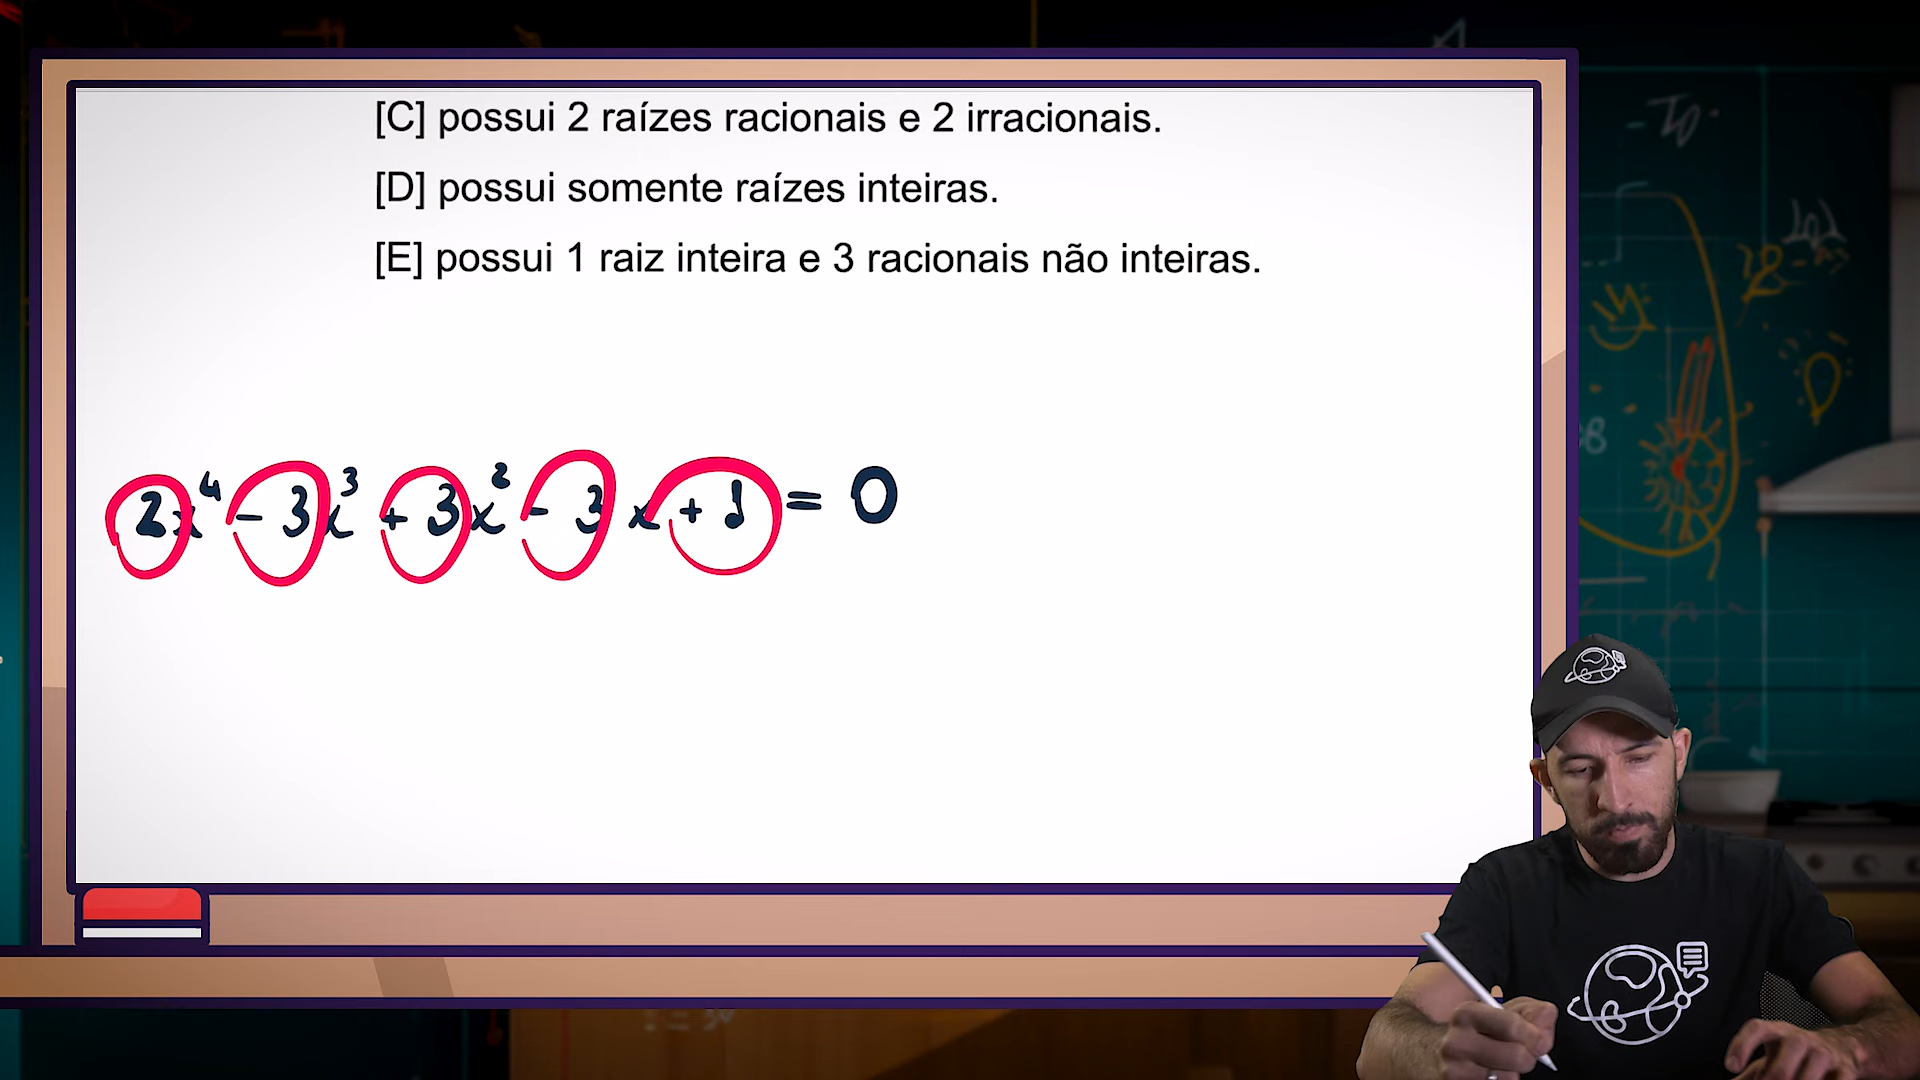 [C] possui 2 raízes racionais e 2 irracionais.
[D] possui somente raízes inteiras.
[E] possui 1 raiz inteira e 3 racionais não inteiras.
2x⁴ - 3x³ + 3x² - 3x + 1 = 0